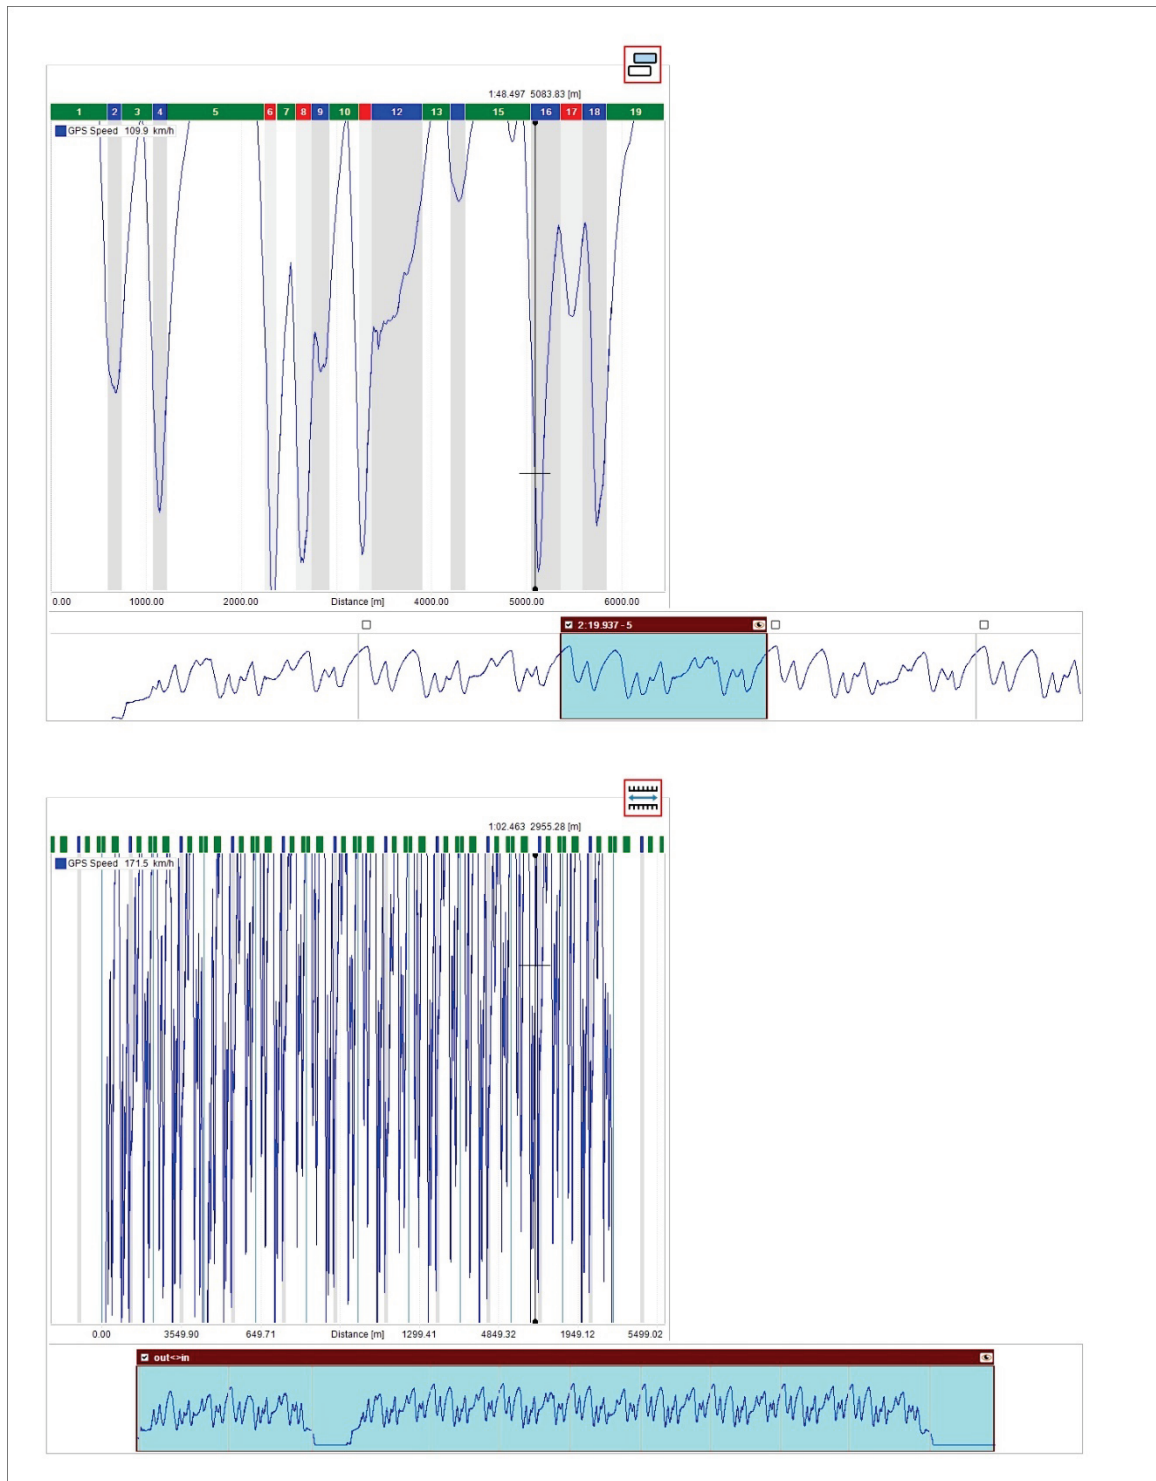 1:48.497 5083.83 [m]
1 2 3 4 5 6 7 8 9 10 12 13 15 16 17 18 19
GPS Speed 109.9 km/h
0.00 1000.00 2000.00 Distance [m] 4000.00 5000.00 6000.00
2:19.937 - 5
1:02.463 2955.28 [m]
GPS Speed 171.5 km/h
0.00 3549.90 649.71 Distance [m] 1299.41 4849.32 1949.12 5499.02
out<>in